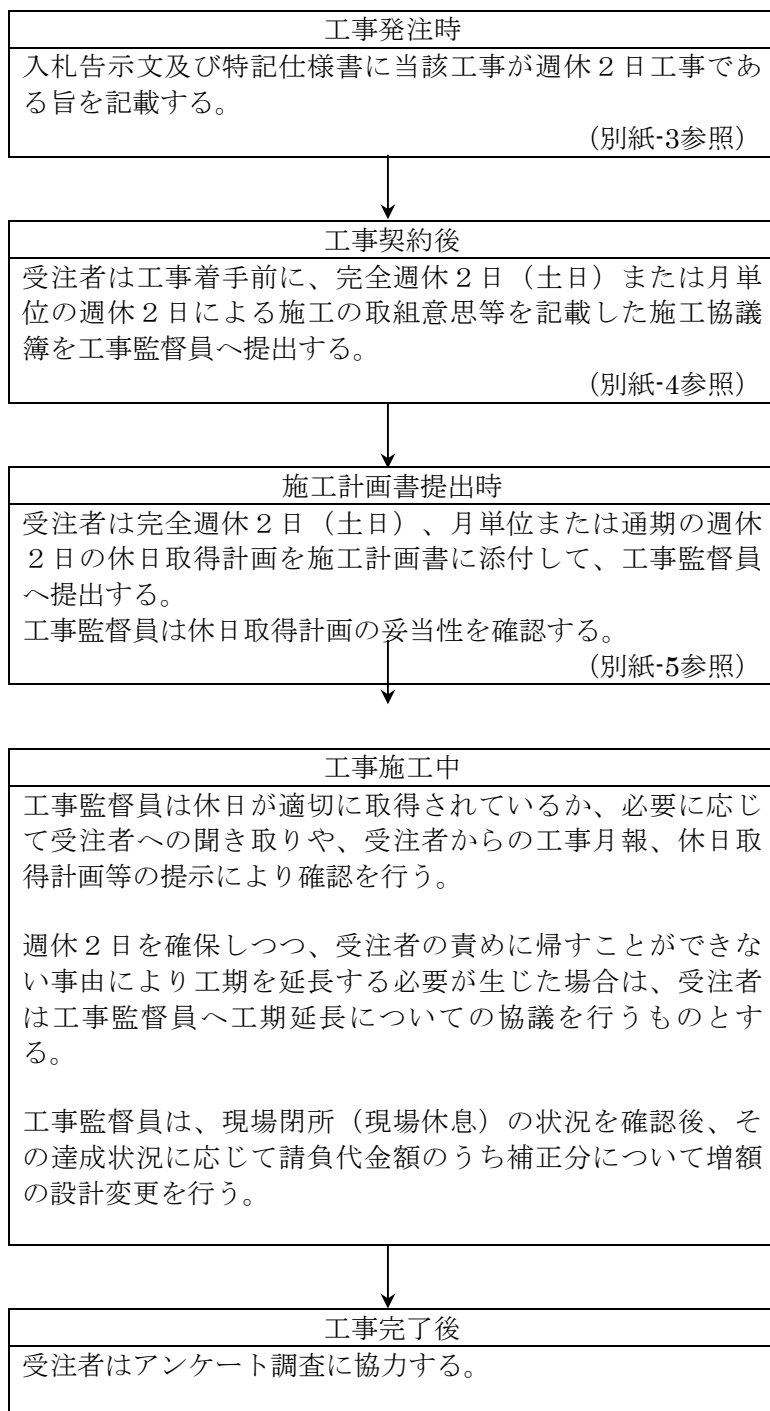 工事発注時
入札告示文及び特記仕様書に当該工事が週休２日工事であ
る旨を記載する。
（別紙-3参照）
工事契約後
受注者は工事着手前に、完全週休２日（土日）または月単
位の週休２日による施工の取組意思等を記載した施工協議
簿を工事監督員へ提出する。
（別紙-4参照）
施工計画書提出時
受注者は完全週休２日（土日）、月単位または通期の週休
２日の休日取得計画を施工計画書に添付して、工事監督員
へ提出する。
工事監督員は休日取得計画の妥当性を確認する。
（別紙-5参照）
工事施工中
工事監督員は休日が適切に取得されているか、必要に応じ
て受注者への聞き取りや、受注者からの工事月報、休日取
得計画等の提示により確認を行う。
週休２日を確保しつつ、受注者の責めに帰すことができな
い事由により工期を延長する必要が生じた場合は、受注者
は工事監督員へ工期延長についての協議を行うものとす
る。
工事監督員は、現場閉所（現場休息）の状況を確認後、そ
の達成状況に応じて請負代金額のうち補正分について増額
の設計変更を行う。
工事完了後
受注者はアンケート調査に協力する。